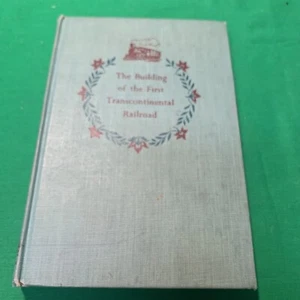 The Building
of the First
Transcontinental
Railroad